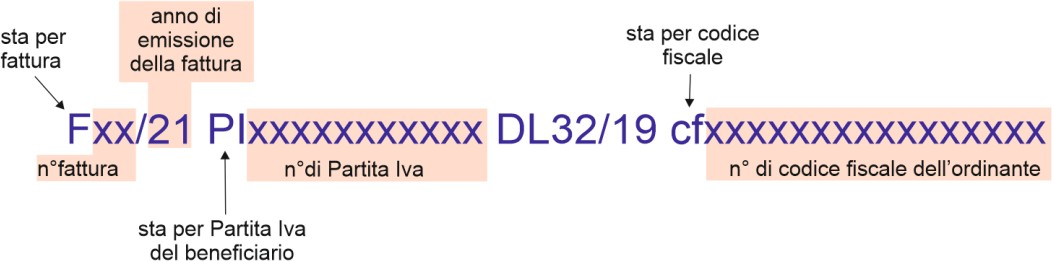 anno di
emissione
della fattura
sta per
fattura
sta per codice
fiscale
Fxx/21 PIxxxxxxxxxxx DL32/19 cfxxxxxxxxxxxxxxxx
n°fattura
n°di Partita Iva
n° di codice fiscale dell'ordinante
sta per Partita Iva
del beneficiario